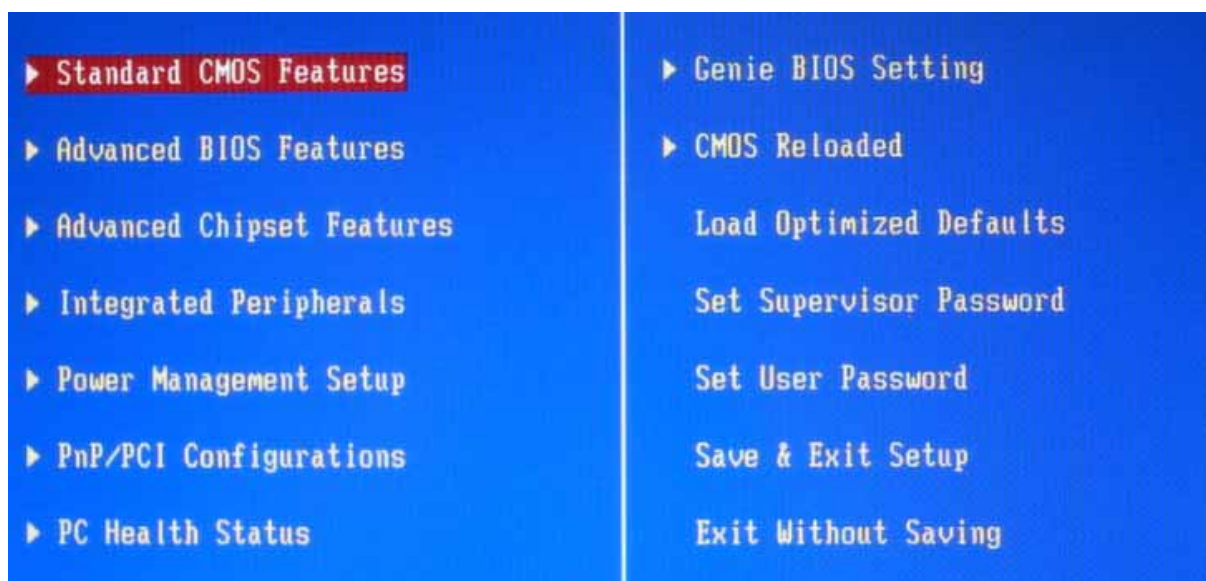 Standard CMOS Features
Advanced BIOS Features
Advanced Chipset Features
Integrated Peripherals
Power Management Setup
PnP/PCI Configurations
PC Health Status
Genie BIOS Setting
CMOS Reloaded
Load Optimized Defaults
Set Supervisor Password
Set User Password
Save & Exit Setup
Exit Without Saving